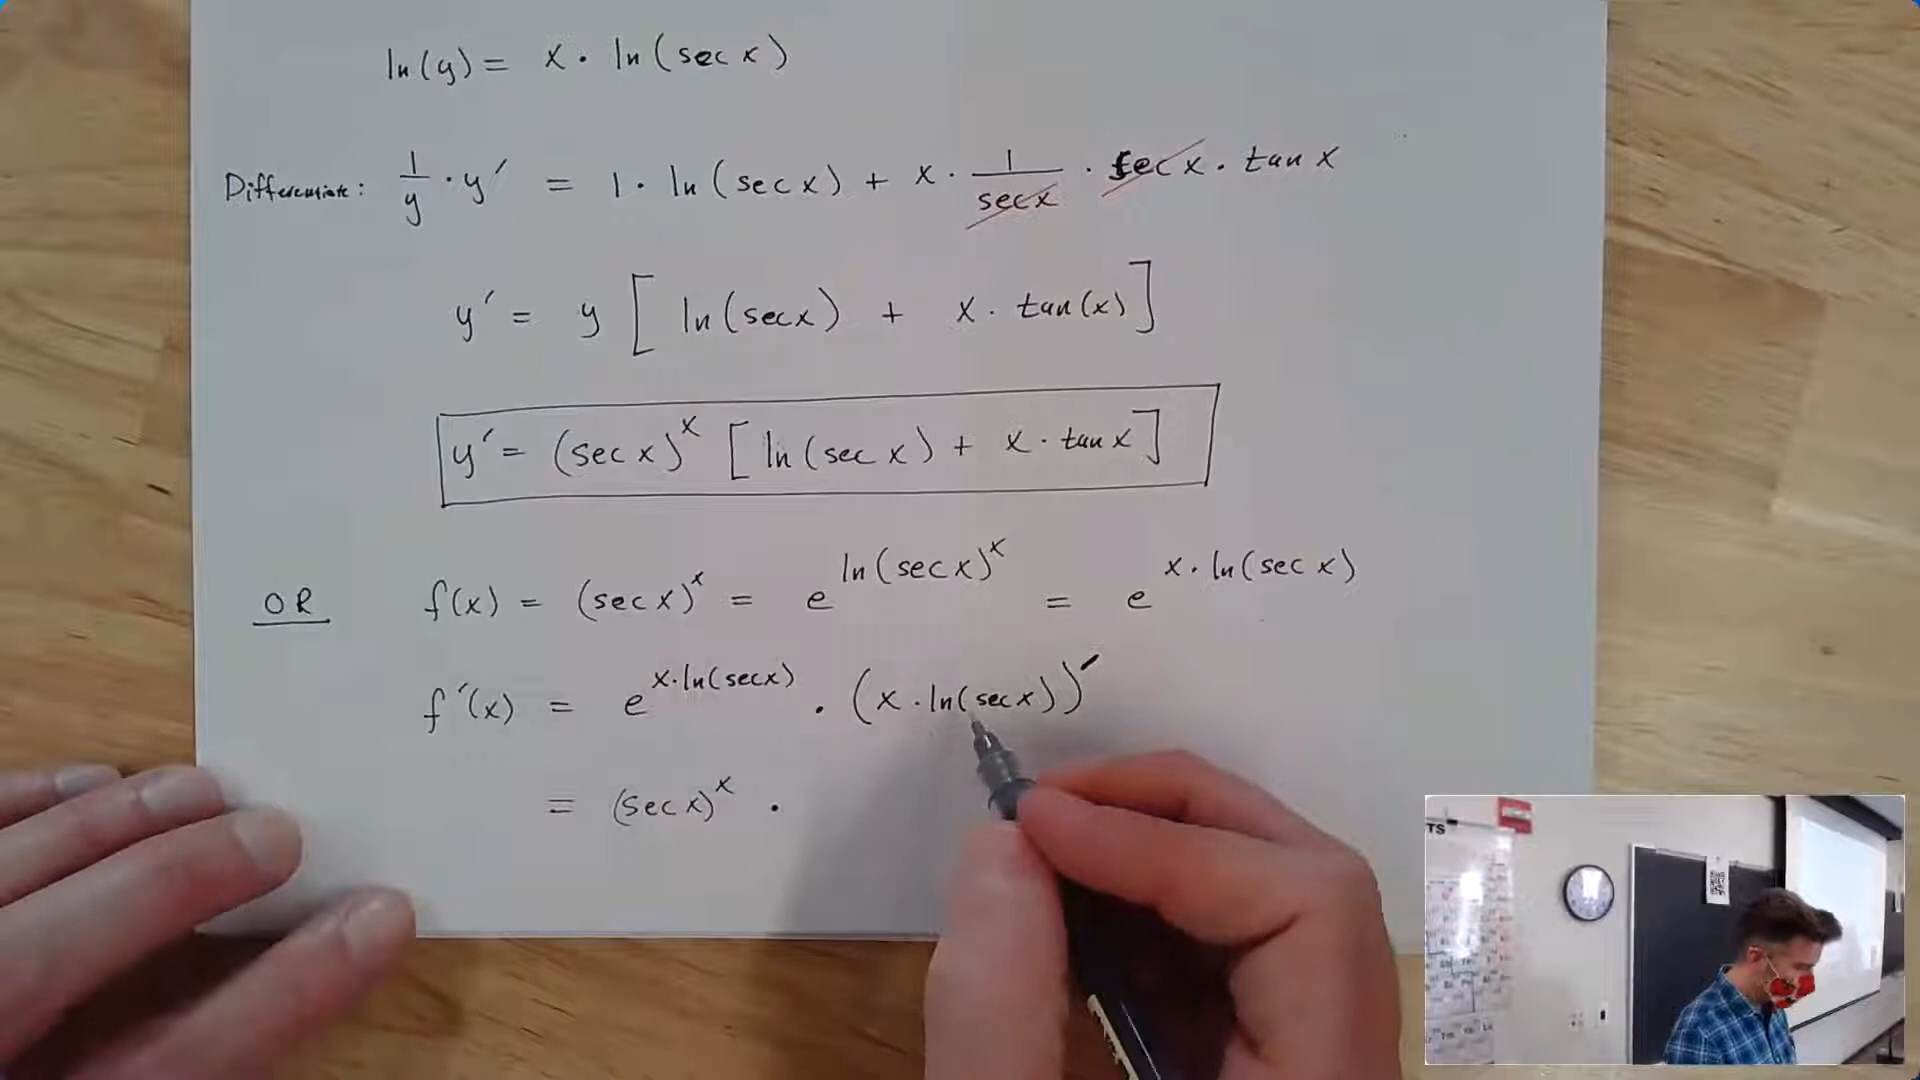 ln(y) = x · ln(sec x)
Differentiate: 1/y · y′ = 1 · ln(sec x) + x · 1/sec x · sec x · tan x
y′ = y [ ln(sec x) + x · tan(x) ]
y′ = (sec x)^x [ ln(sec x) + x · tan x ]
OR f(x) = (sec x)^x = e^ln(sec x)^x = e^x · ln(sec x)
f′(x) = e^x·ln(sec x) · (x · ln(sec x))′
= (sec x)^x ·
TS